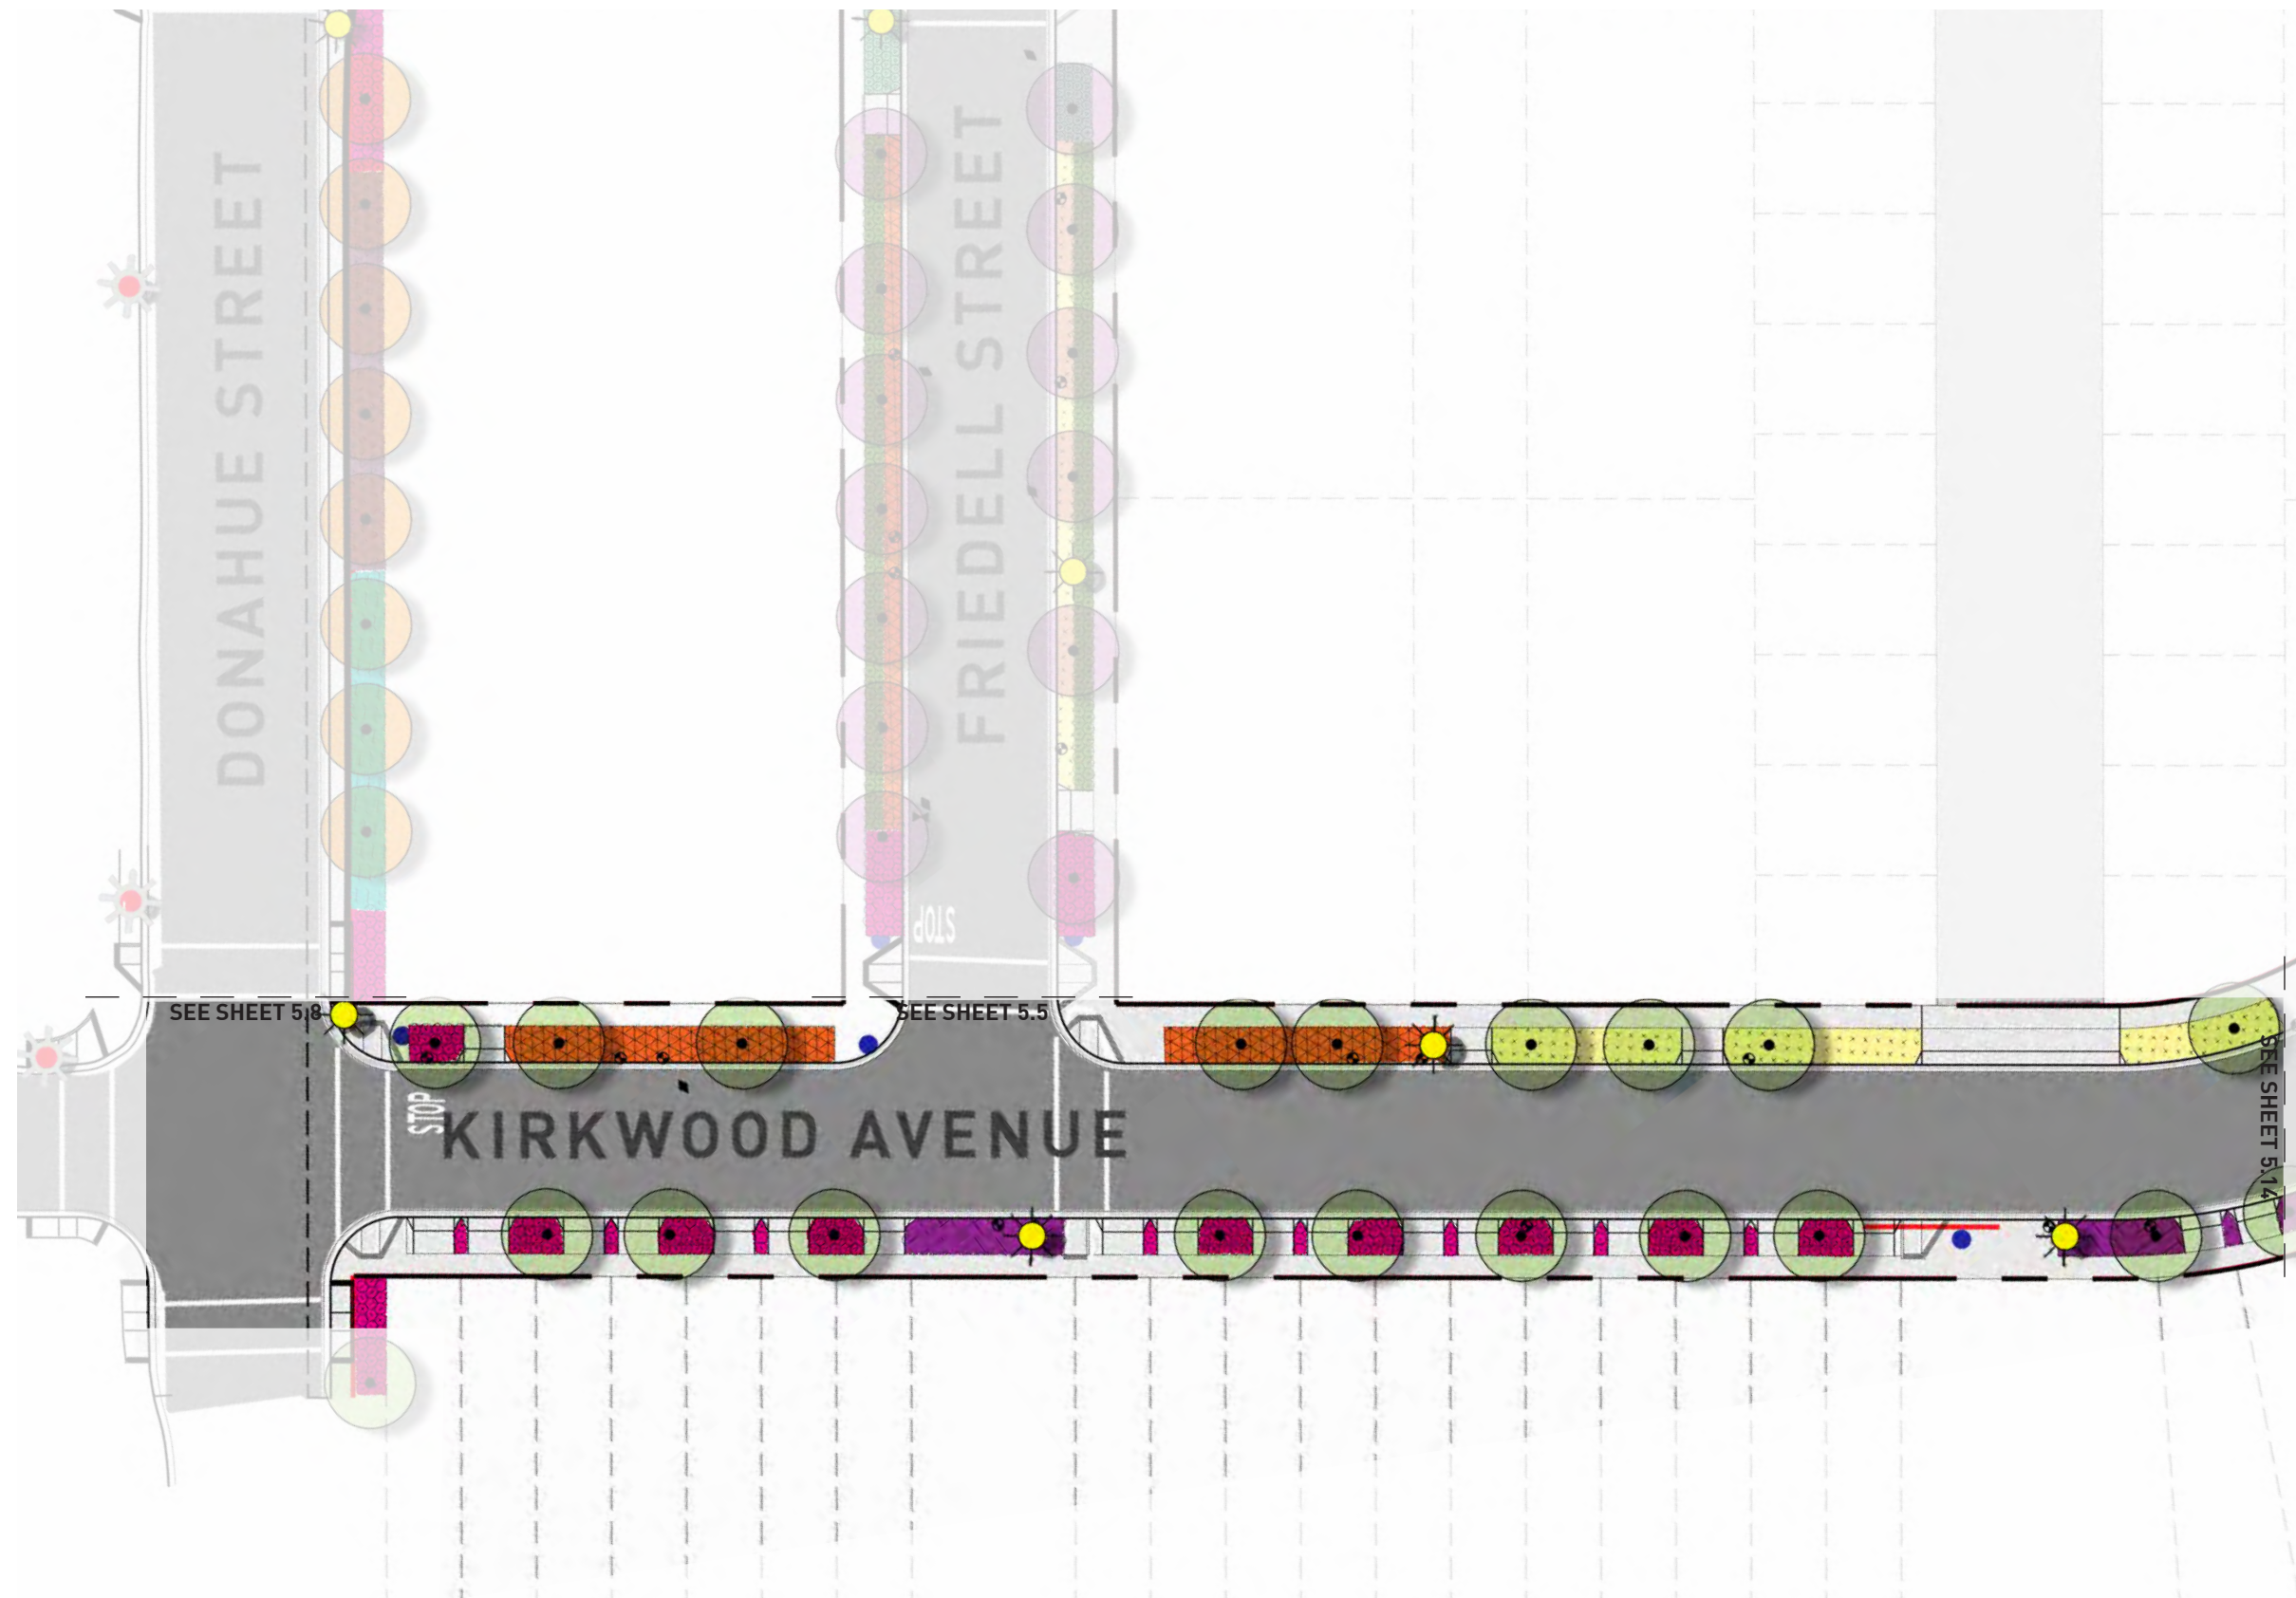 DONAHUE STREET
FRIEDELL STREET
STOP
SEE SHEET 5.8
SEE SHEET 5.5
STOP
KIRKWOOD AVENUE
SEE SHEET 5.14